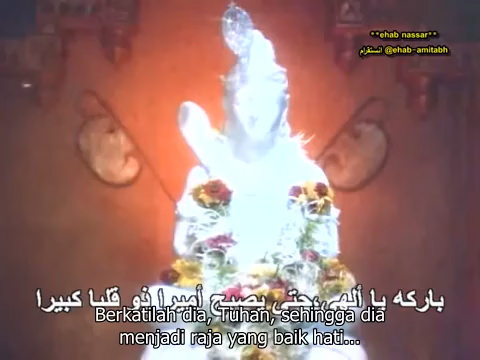 **ehab nassar**
انستقرام @ehab-amitabh
باركه يا ألهي،حتى يصبح أميرا ذو قلبا كبيرا
Berkatilah dia, Tuhan, sehingga dia
menjadi raja yang baik hati...